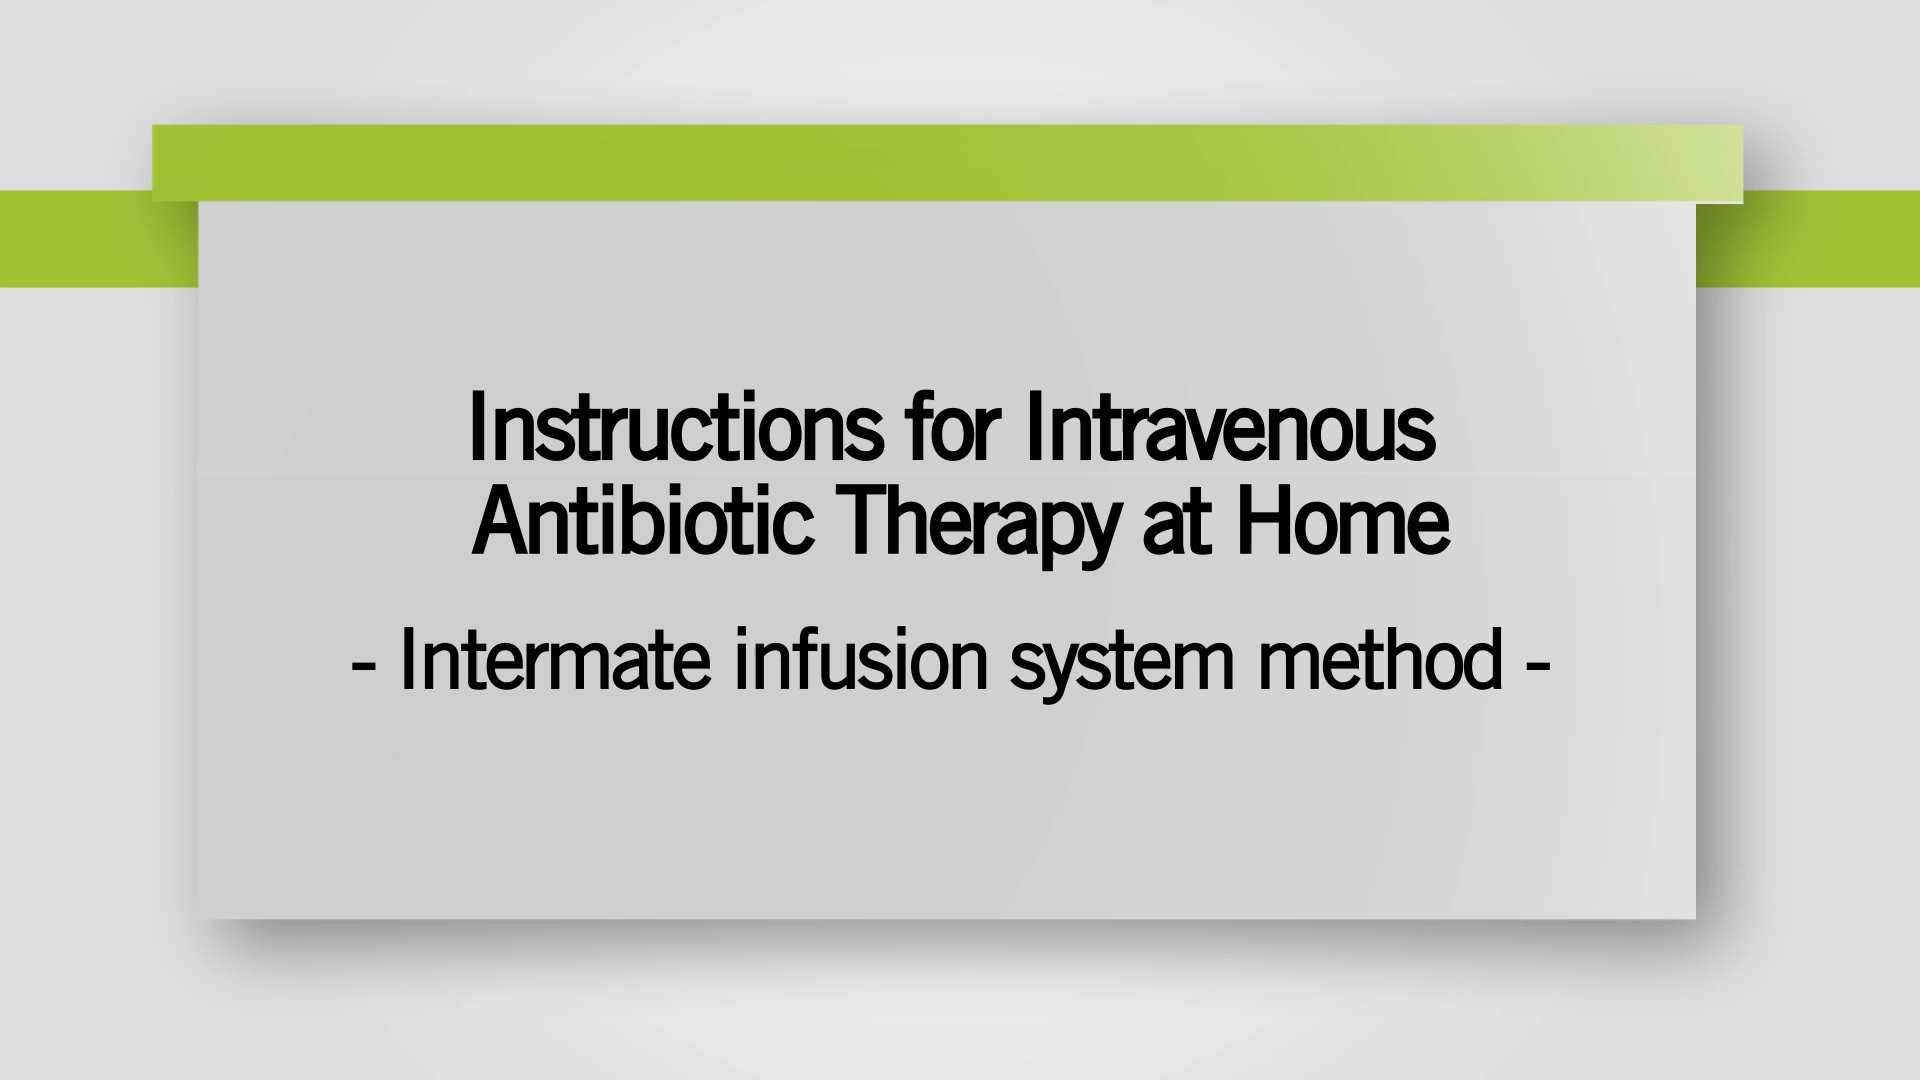 Instructions for Intravenous
Antibiotic Therapy at Home
- Intermate infusion system method -